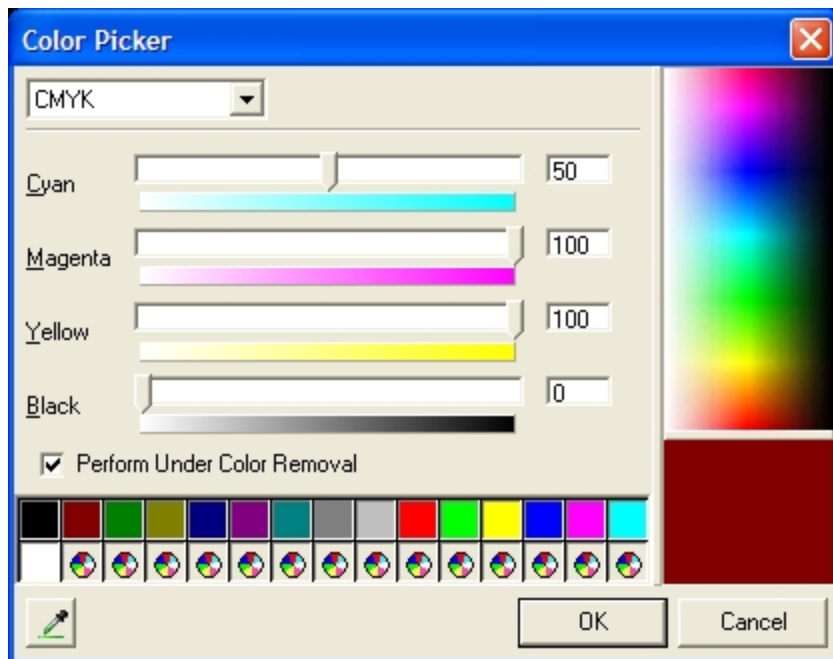 Color Picker
CMYK
Cyan 50
Magenta 100
Yellow 100
Black 0
Perform Under Color Removal
OK Cancel